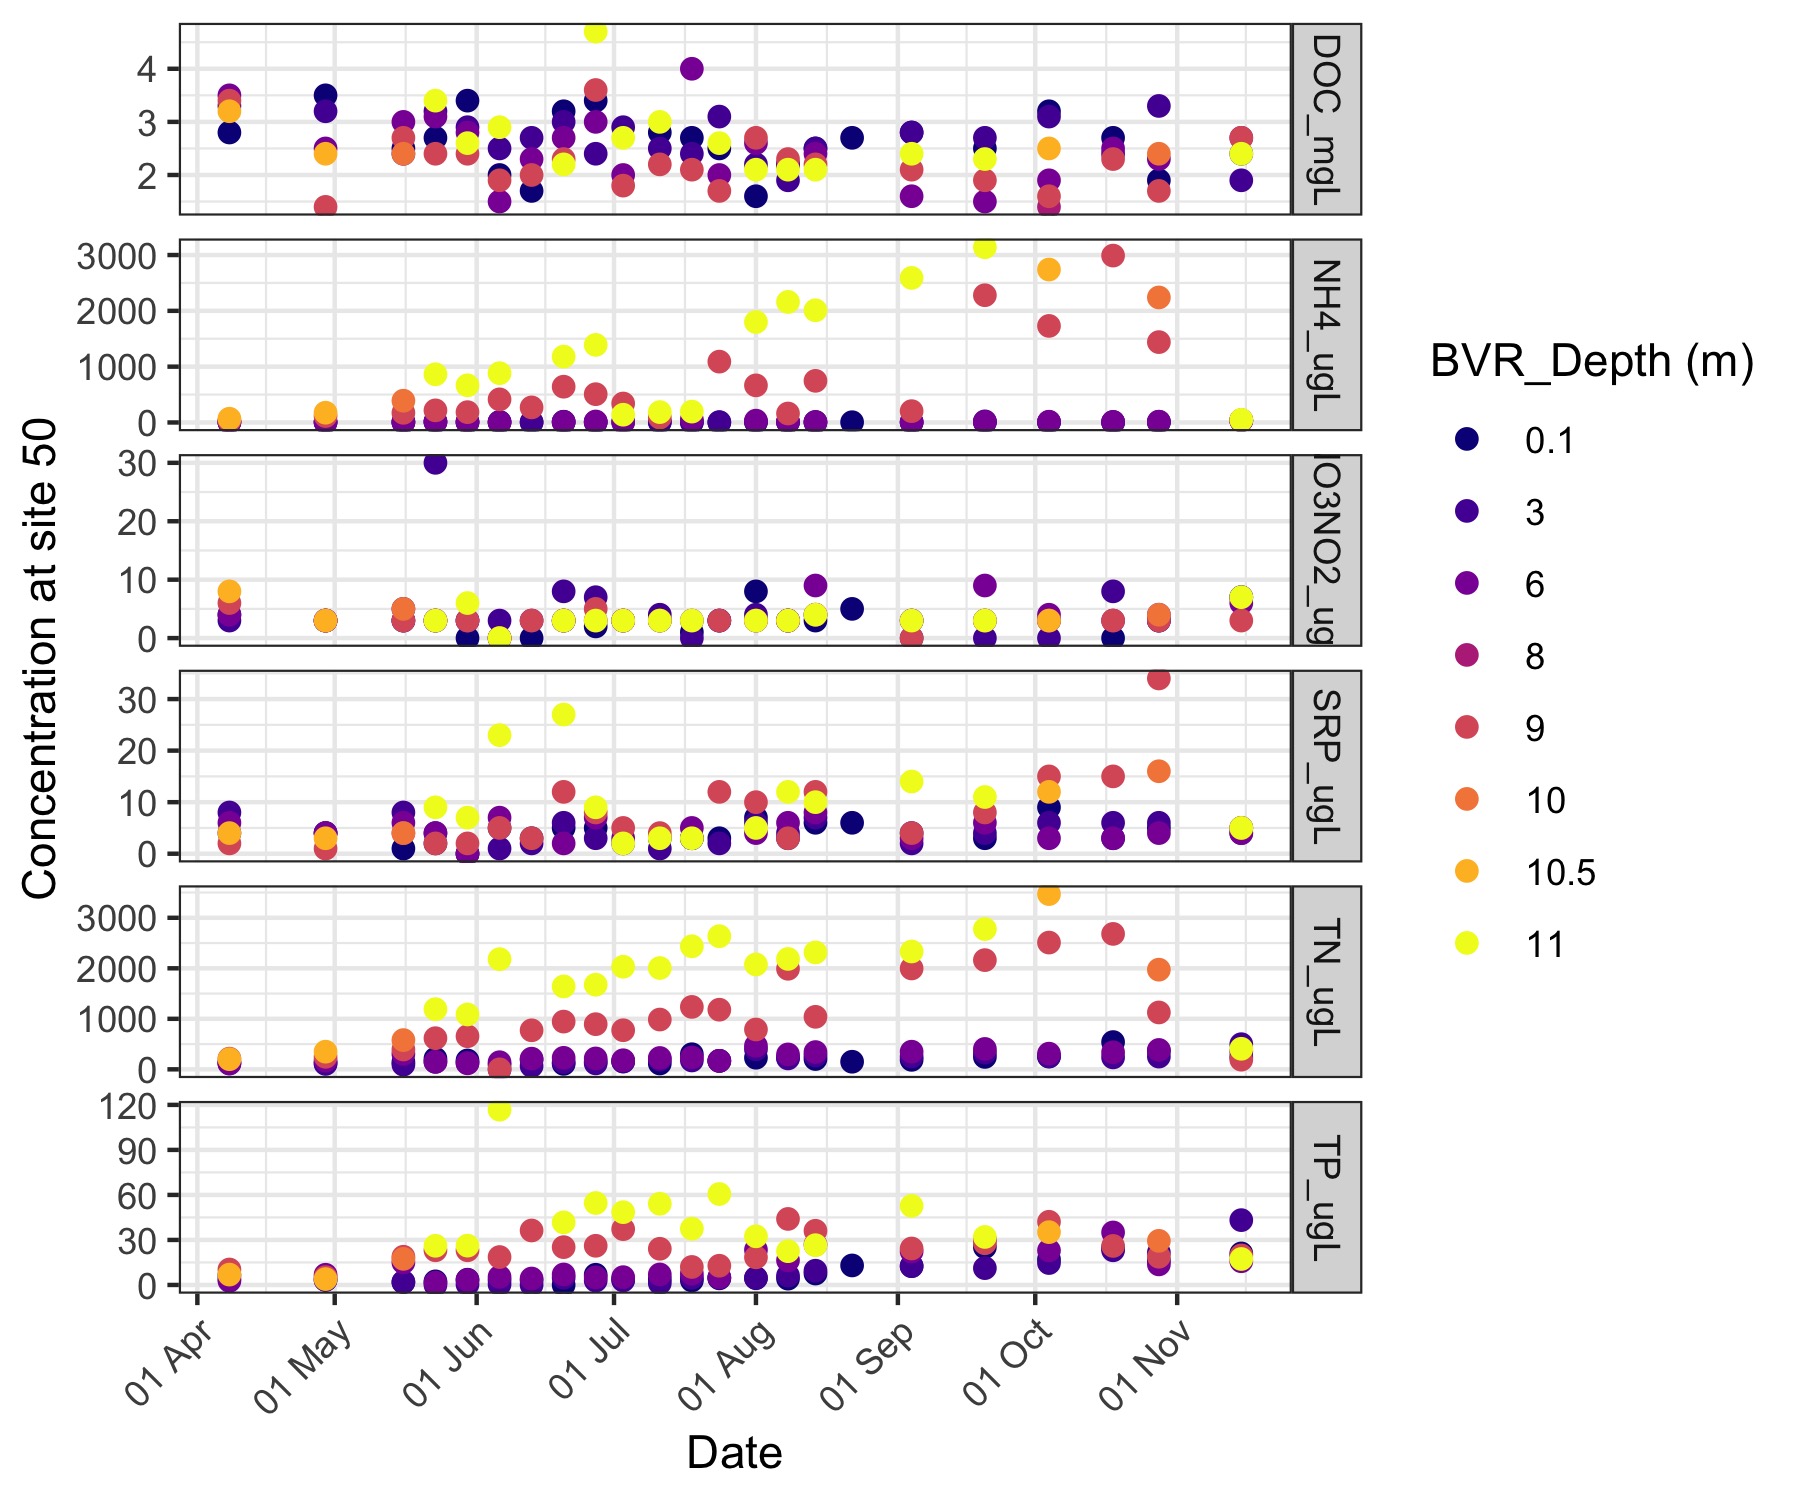 Concentration at site 50
4
3
2
DOC_mgL
3000
2000
1000
0
NH4_ugL
30
20
10
0
IO3NO2_ug
30
20
10
0
SRP_ugL
3000
2000
1000
0
TN_ugL
120
90
60
30
0
TP_ugL
01 Apr
01 May
01 Jun
01 Jul
01 Aug
01 Sep
01 Oct
01 Nov
Date
BVR_Depth (m)
0.1
3
6
8
9
10
10.5
11